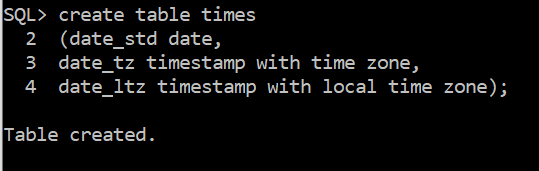 SQL> create table times
2 (date_std date,
3 date_tz timestamp with time zone,
4 date_ltz timestamp with local time zone);
Table created.